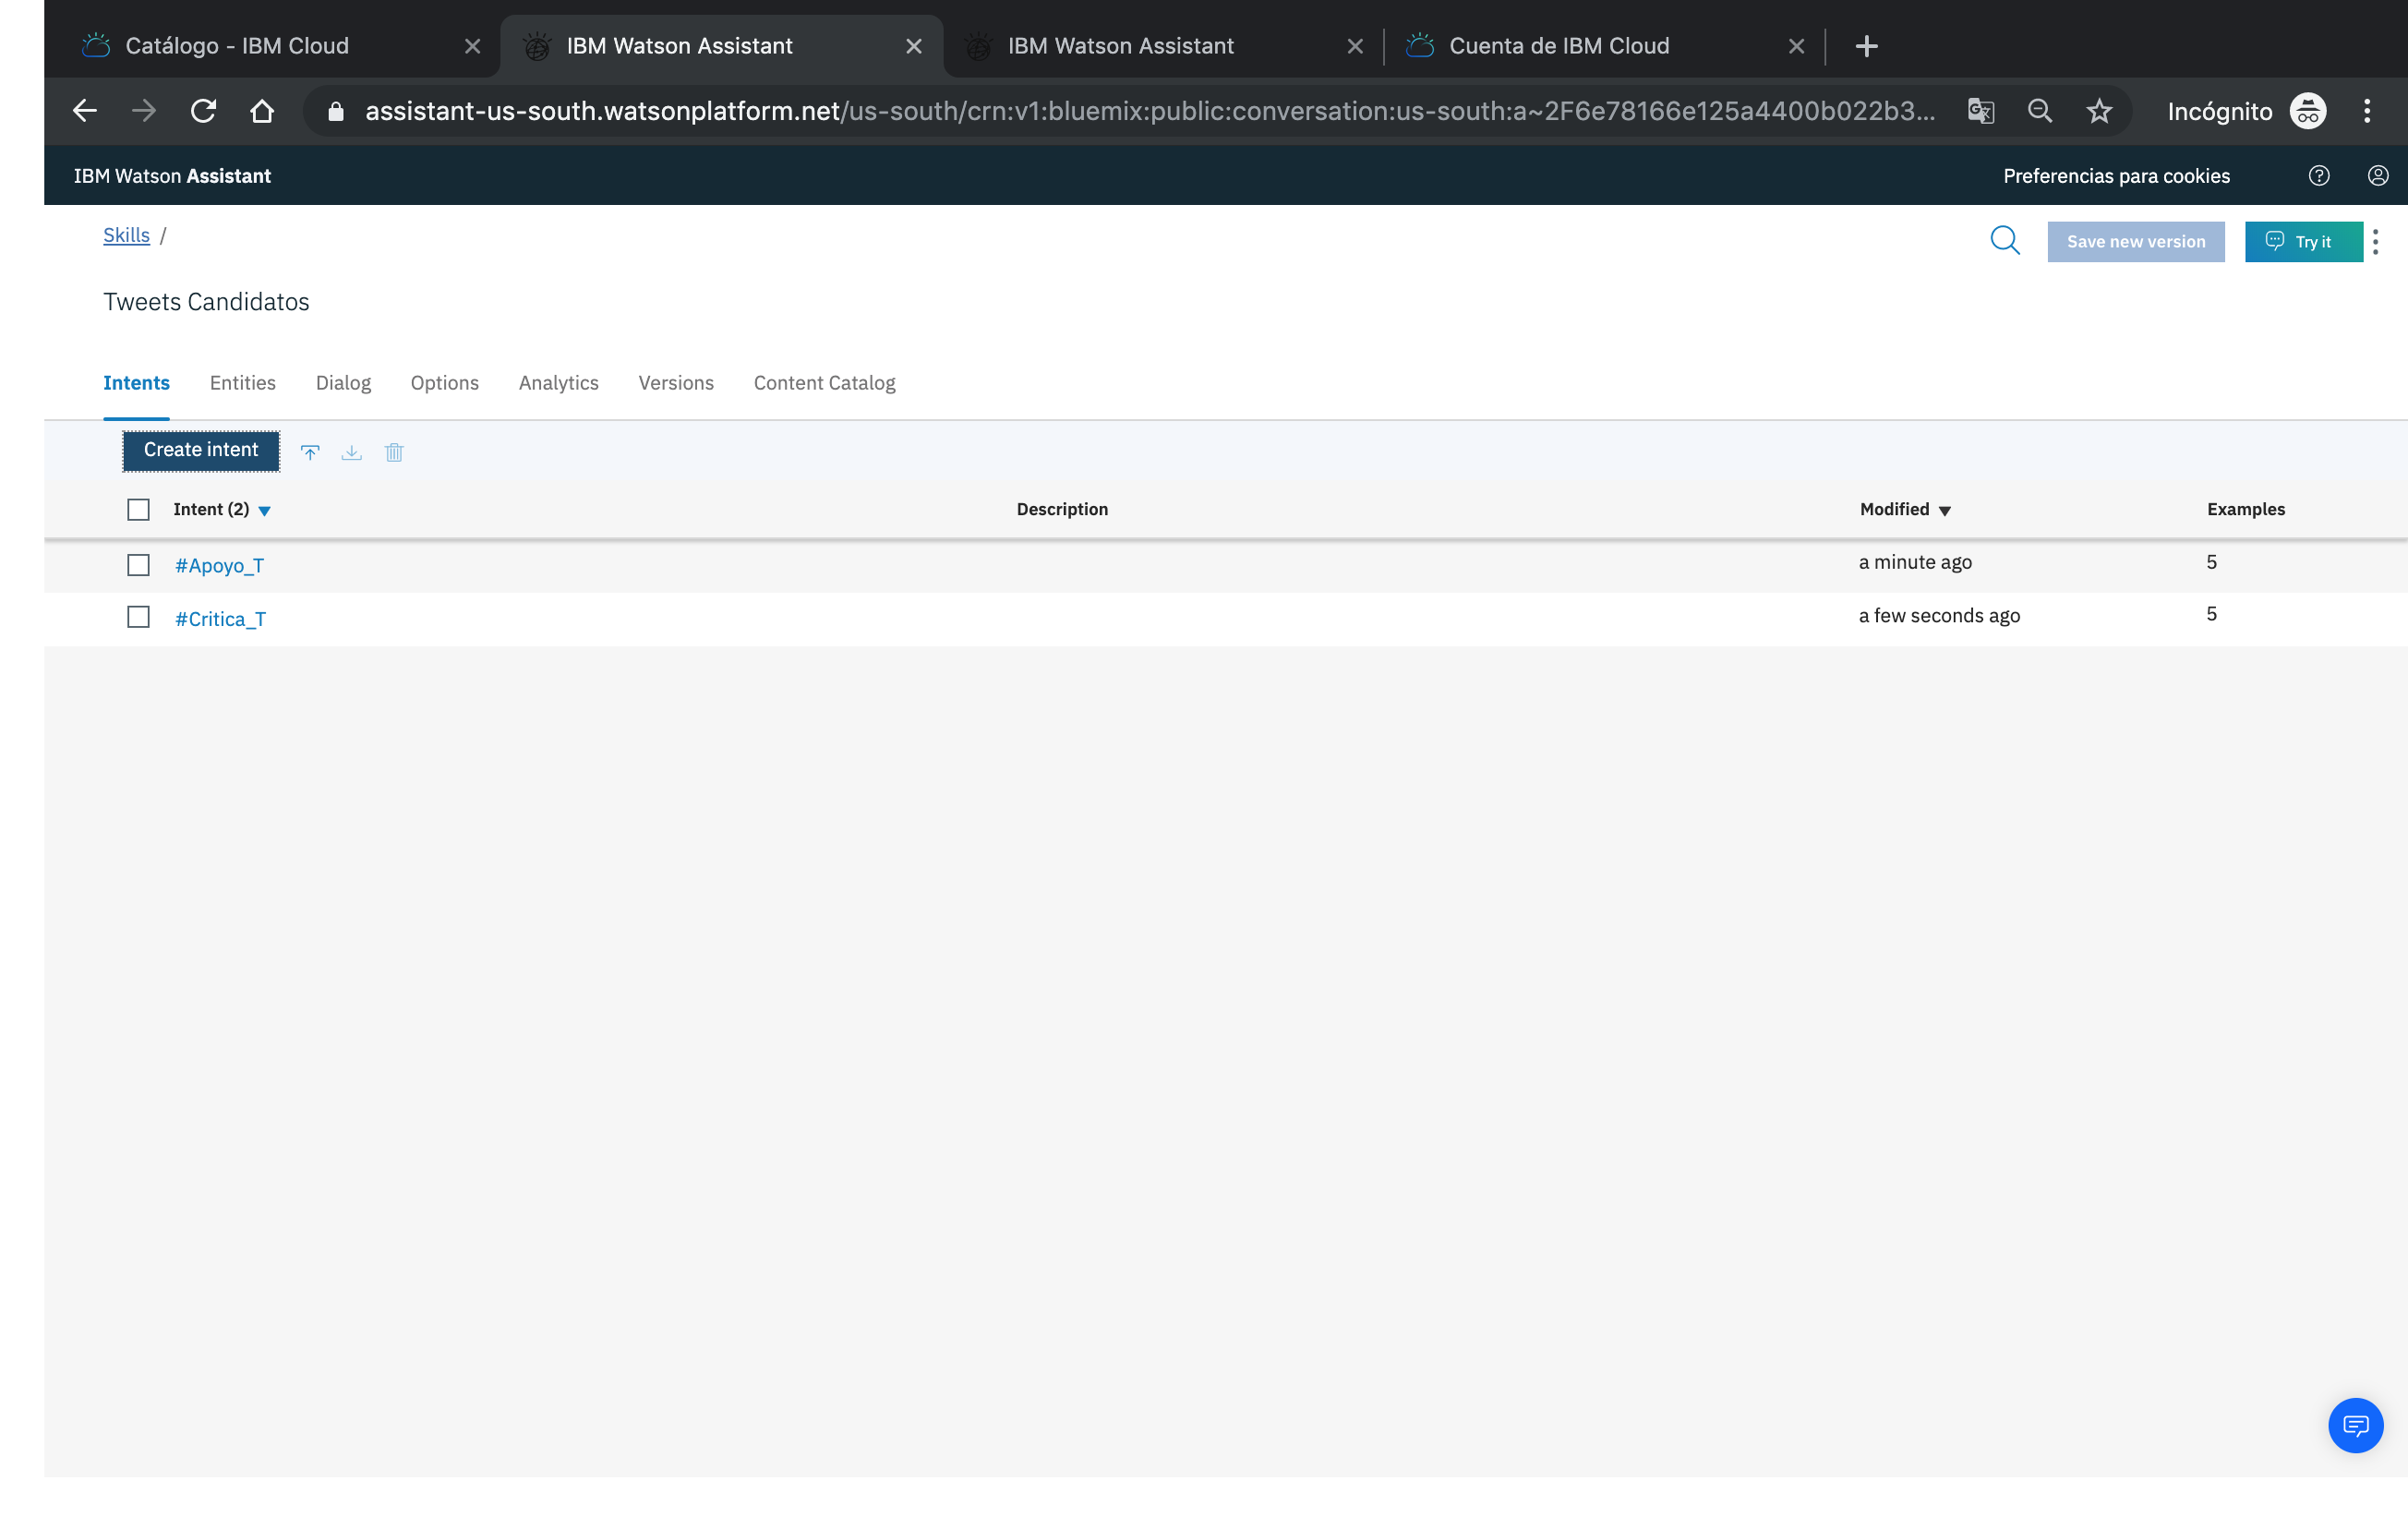 Catálogo - IBM Cloud
IBM Watson Assistant
IBM Watson Assistant
Cuenta de IBM Cloud
assistant-us-south.watsonplatform.net/us-south/crn:v1:bluemix:public:conversation:us-south:a~2F6e78166e125a4400b022b3...
Incógnito
IBM Watson Assistant
Preferencias para cookies
Skills /
Save new version
Try it
Tweets Candidatos
Intents Entities Dialog Options Analytics Versions Content Catalog
Create intent
Intent (2) Description Modified Examples
#Apoyo_T a minute ago 5
#Critica_T a few seconds ago 5